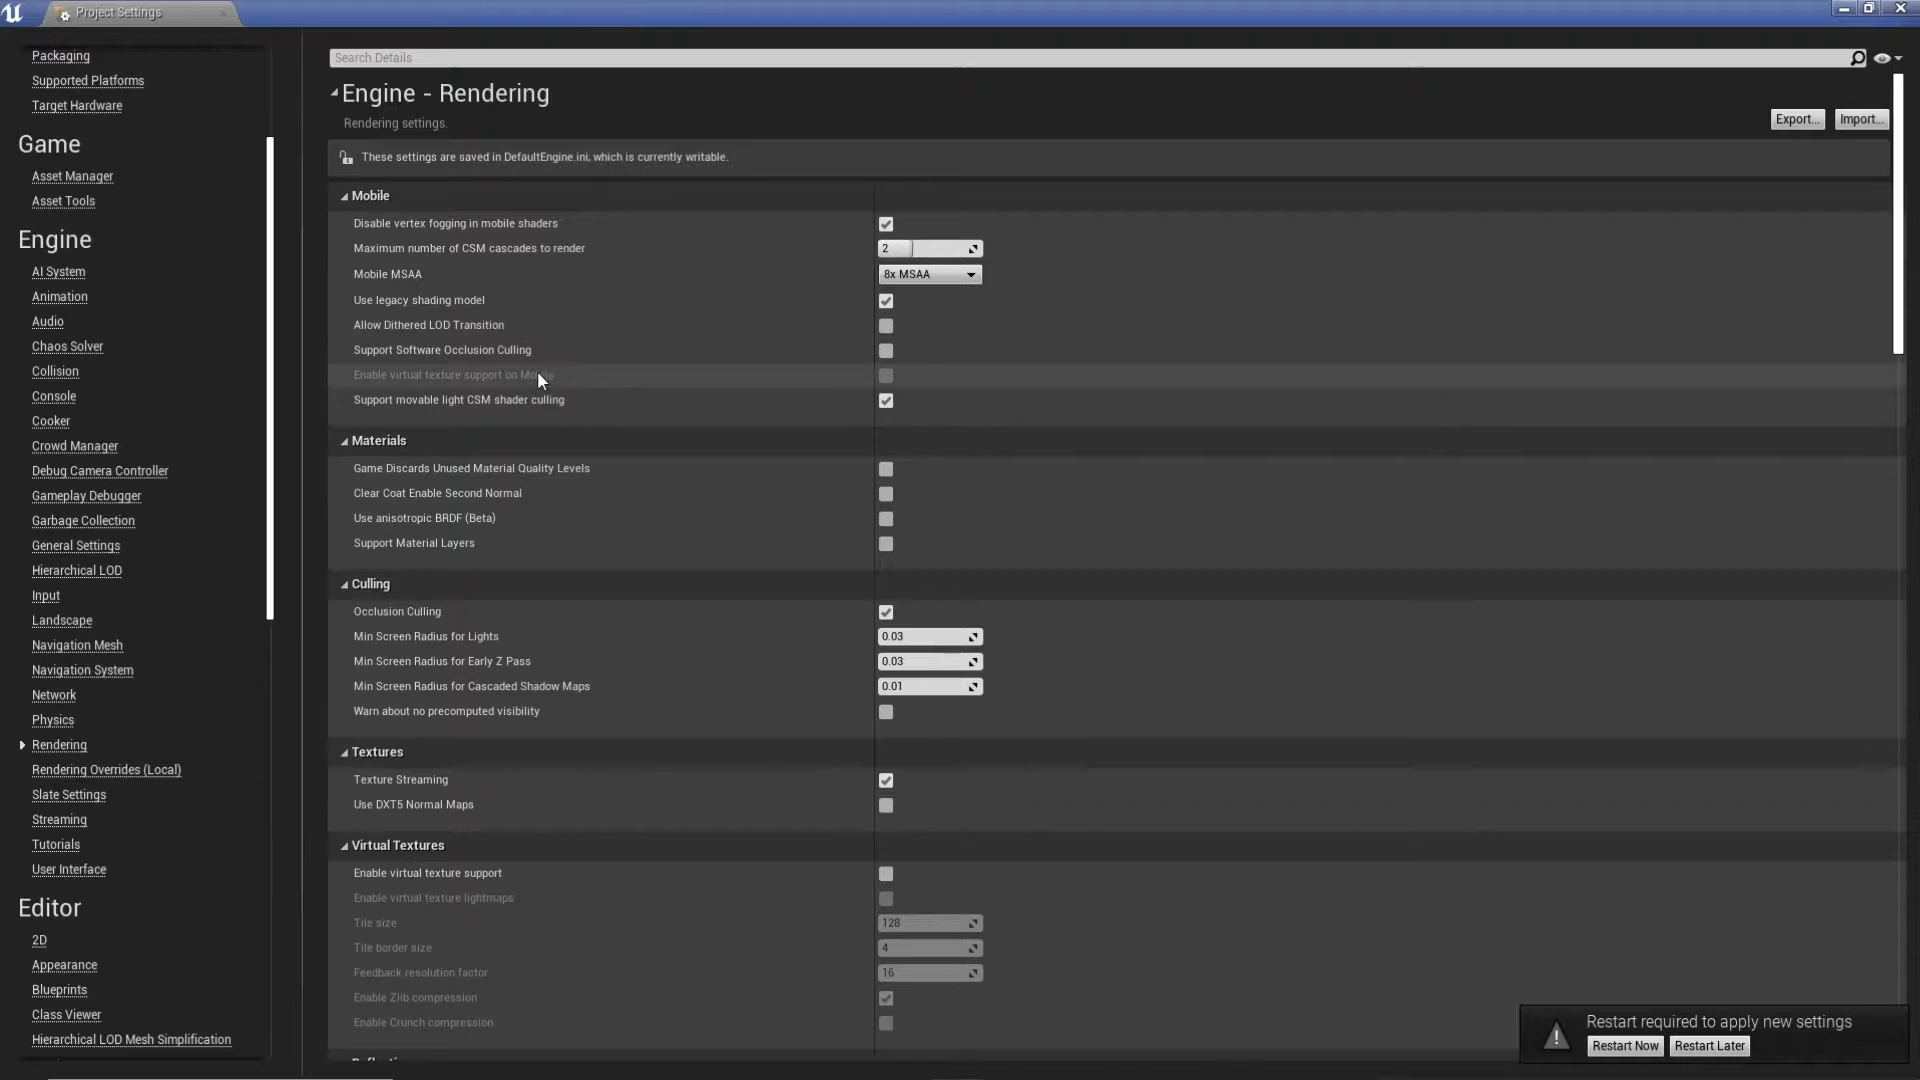 Project Settings
Packaging
Supported Platforms
Target Hardware
Game
Asset Manager
Asset Tools
Engine
AI System
Animation
Audio
Chaos Solver
Collision
Console
Cooker
Crowd Manager
Debug Camera Controller
Gameplay Debugger
Garbage Collection
General Settings
Hierarchical LOD
Input
Landscape
Navigation Mesh
Navigation System
Network
Physics
Rendering
Rendering Overrides (Local)
Slate Settings
Streaming
Tutorials
User Interface
Editor
2D
Appearance
Blueprints
Class Viewer
Hierarchical LOD Mesh Simplification
Search Details
Engine - Rendering
Rendering settings.
Export...
Import...
These settings are saved in DefaultEngine.ini, which is currently writable.
Mobile
Disable vertex fogging in mobile shaders
Maximum number of CSM cascades to render 2
Mobile MSAA 8x MSAA
Use legacy shading model
Allow Dithered LOD Transition
Support Software Occlusion Culling
Enable virtual texture support on
Support movable light CSM shader culling
Materials
Game Discards Unused Material Quality Levels
Clear Coat Enable Second Normal
Use anisotropic BRDF (Beta)
Support Material Layers
Culling
Occlusion Culling
Min Screen Radius for Lights 0.03
Min Screen Radius for Early Z Pass 0.03
Min Screen Radius for Cascaded Shadow Maps 0.01
Warn about no precomputed visibility
Textures
Texture Streaming
Use DXT5 Normal Maps
Virtual Textures
Enable virtual texture support
Enable virtual texture lightmaps
Tile size 128
Tile border size 4
Feedback resolution factor 16
Enable Zlib compression
Enable Crunch compression
Restart required to apply new settings
Restart Now
Restart Later